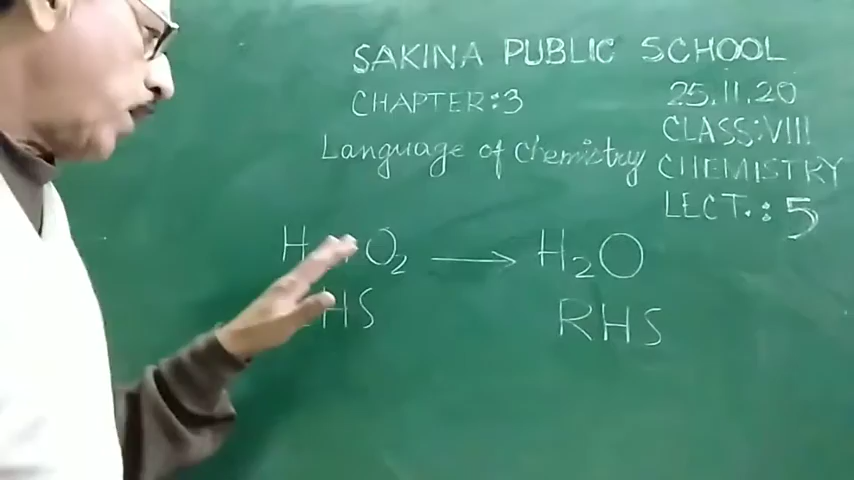 SAKINA PUBLIC SCHOOL
25.11.20
CHAPTER:3
CLASS:VIII
Language of Chemistry
CHEMISTRY
LECT.:5
H O₂ → H₂O
HS RHS